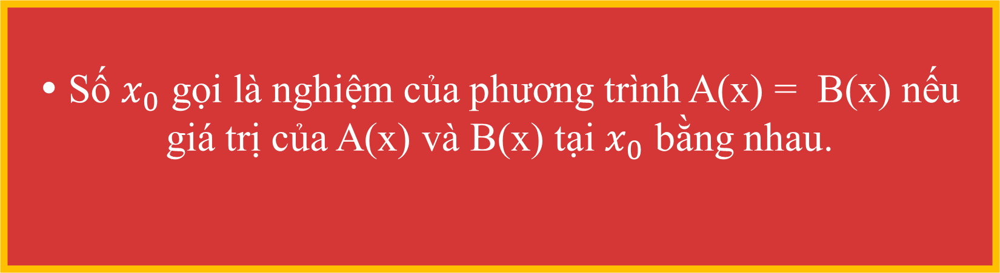 • Số 𝑥₀ gọi là nghiệm của phương trình A(x) = B(x) nếu
giá trị của A(x) và B(x) tại 𝑥₀ bằng nhau.